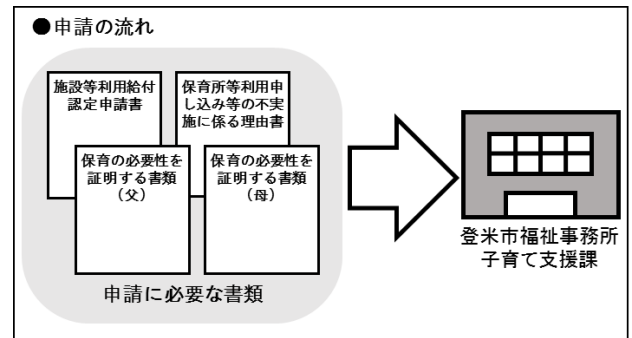 ●申請の流れ
施設等利用給付
認定申請書
保育所等利用申
し込み等の不実
施に係る理由書
保育の必要性を
証明する書類
（父）
保育の必要性を
証明する書類
（母）
申請に必要な書類
登米市福祉事務所
子育て支援課